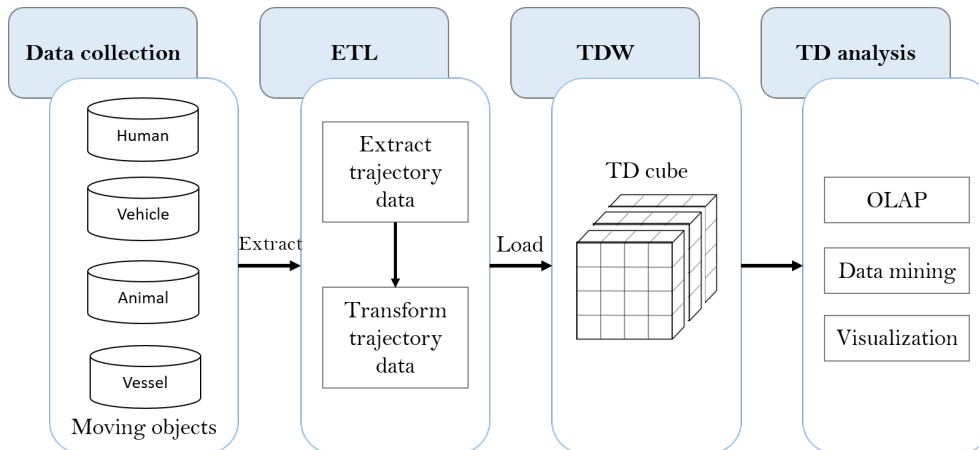 Data collection
ETL
TDW
TD analysis
Human
Vehicle
Animal
Vessel
Moving objects
Extract
Extract
trajectory
data
Transform
trajectory
data
Load
TD cube
OLAP
Data mining
Visualization